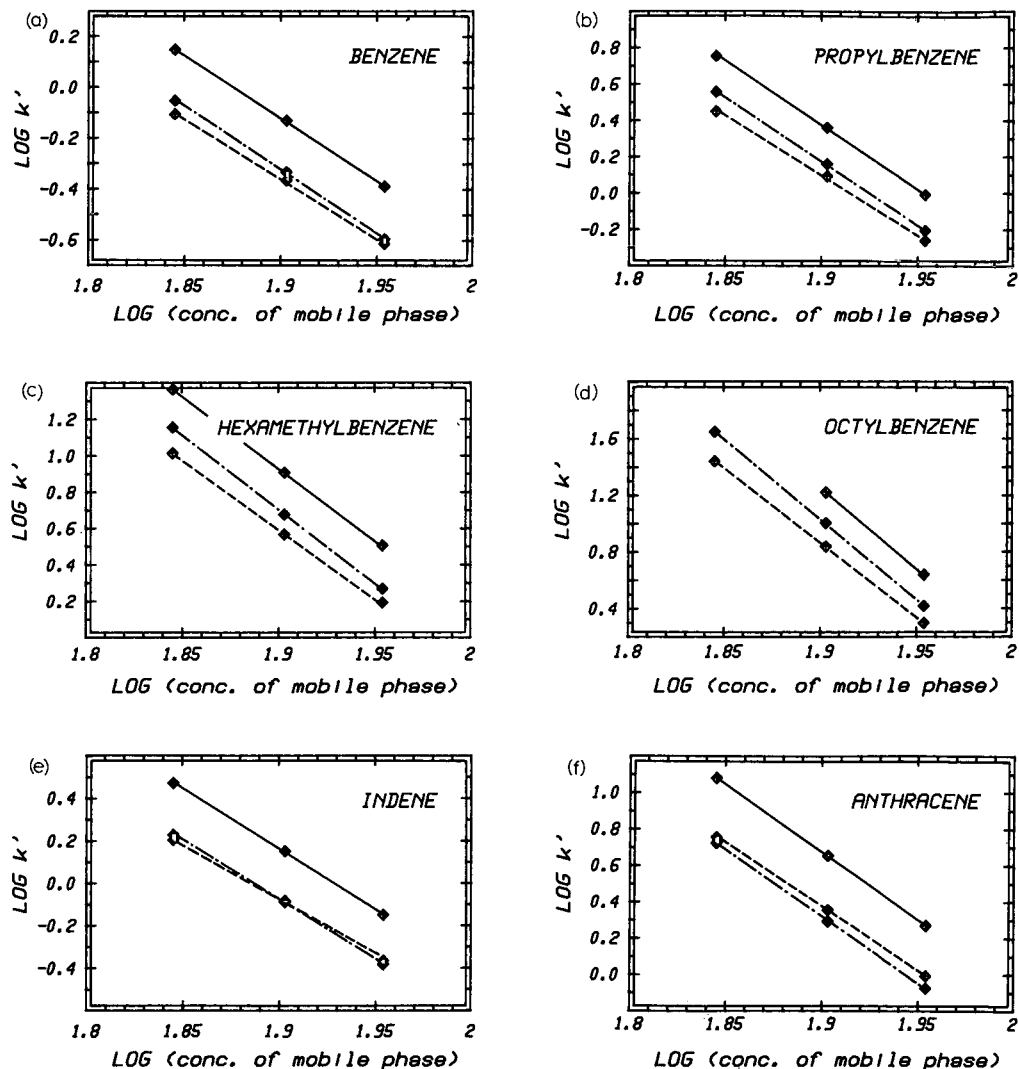 (a)
BENZENE
LOG k'
0.2
0.0
-0.2
-0.4
-0.6
1.8 1.85 1.9 1.95 2
LOG (conc. of mobile phase)
(b)
PROPYLBENZENE
LOG k'
0.8
0.4
0.0
-0.2
1.8 1.85 1.9 1.95 2
LOG (conc. of mobile phase)
(c)
HEXAMETHYLBENZENE
LOG k'
1.2
1.0
0.8
0.6
0.4
0.2
1.8 1.85 1.9 1.95 2
LOG (conc. of mobile phase)
(d)
OCTYLBENZENE
LOG k'
1.6
1.2
0.8
0.4
1.8 1.85 1.9 1.95 2
LOG (conc. of mobile phase)
(e)
INDENE
LOG k'
0.4
0.2
0.0
-0.2
-0.4
1.8 1.85 1.9 1.95 2
LOG (conc. of mobile phase)
(f)
ANTHRACENE
LOG k'
1.0
0.8
0.6
0.4
0.2
0.0
1.8 1.85 1.9 1.95 2
LOG (conc. of mobile phase)